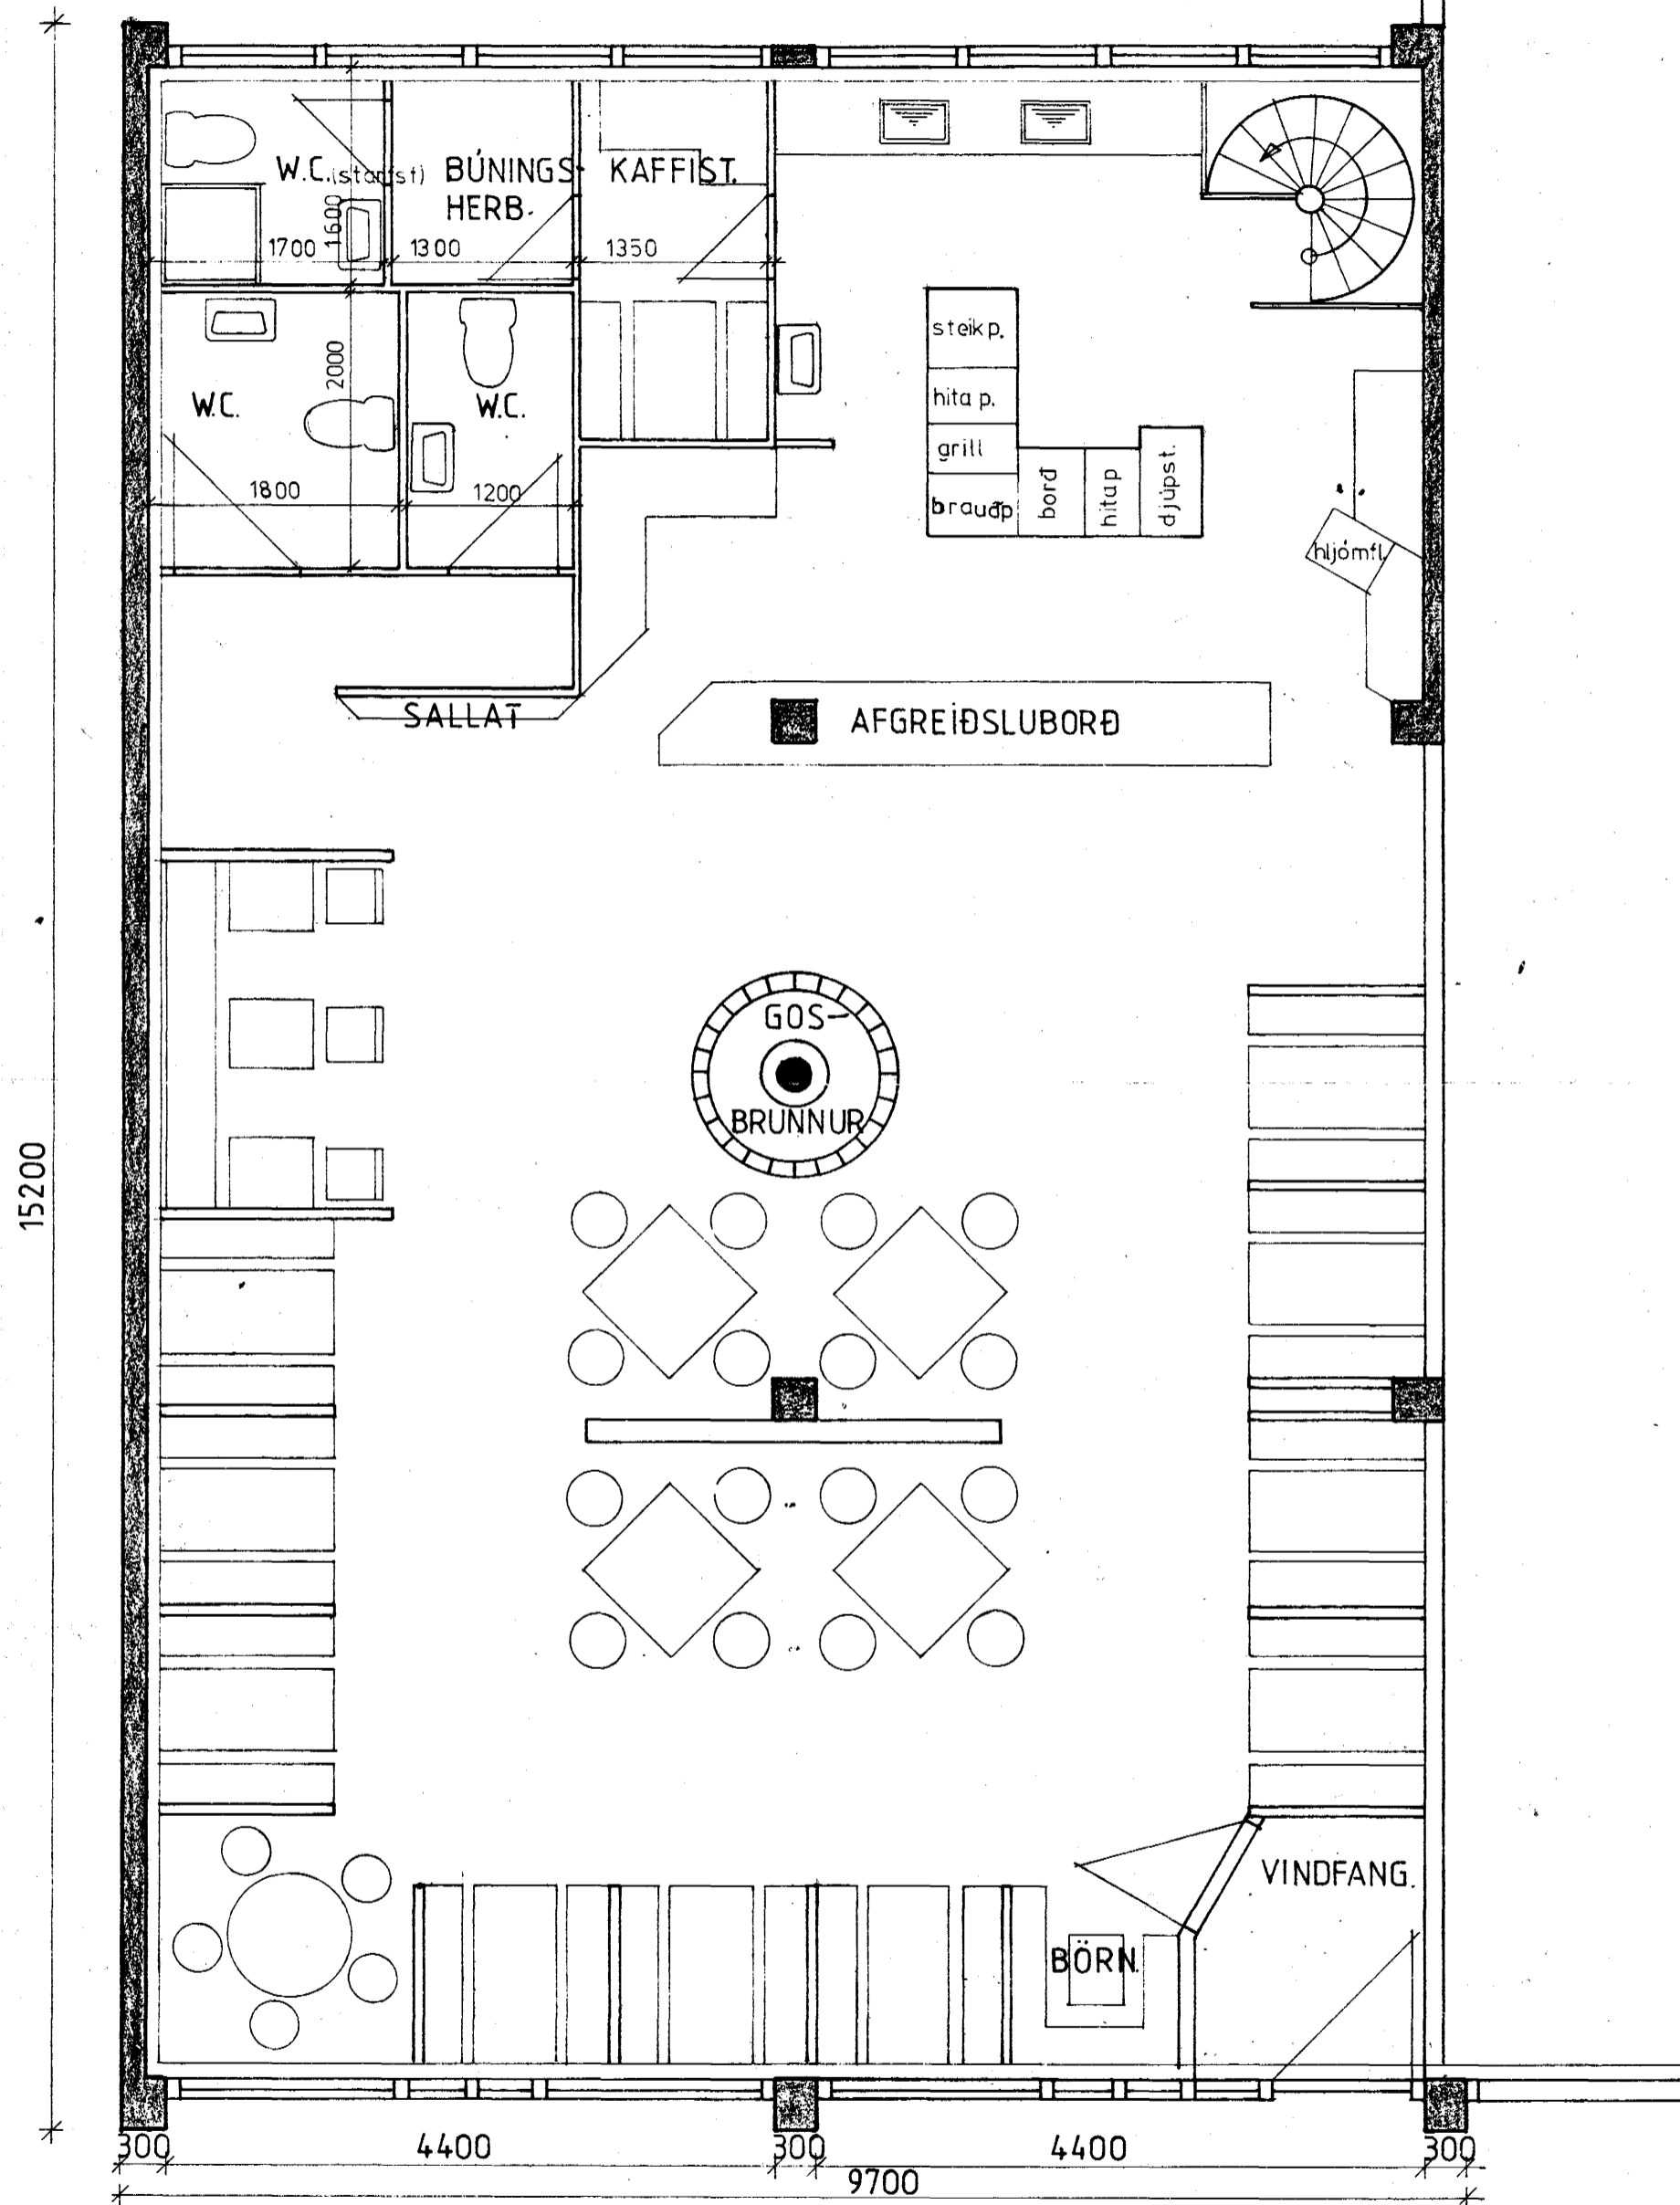 W.C.(starfsf)
BÚNINGS-
HERB.
KAFFIST.
1600
1700
1300
1350
2000
W.C.
W.C.
1800
1200
steikp.
hita p.
grill
brauðp
borð
hitap
djúpst.
hljómfl.
SALLAT
AFGREIÐSLUBORÐ
GOS-
BRUNNUR
15200
VINDFANG.
BÖRN.
300
4400
300
4400
300
9700